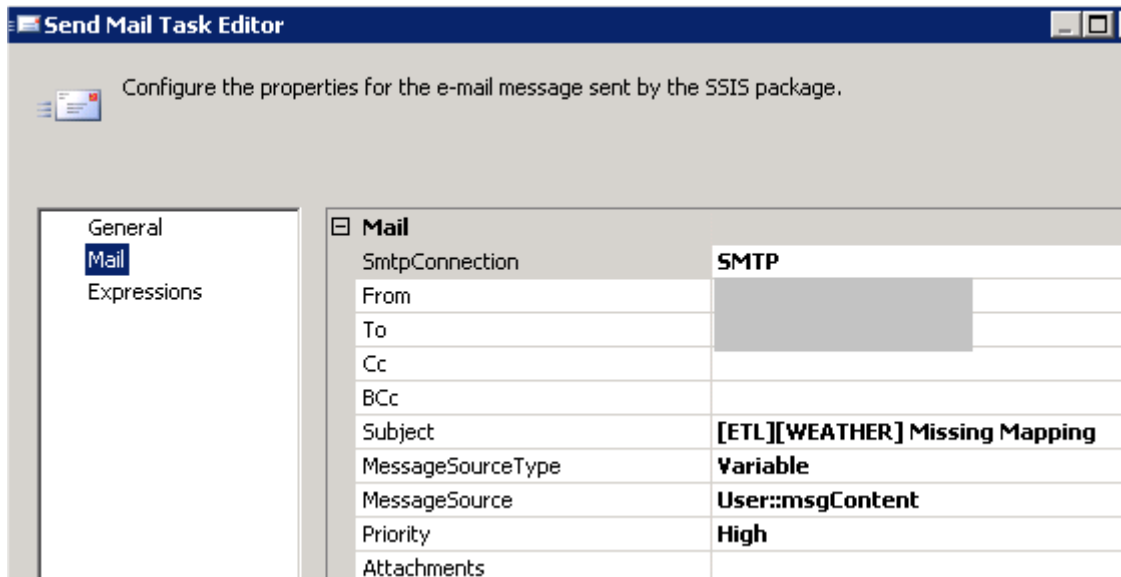 Send Mail Task Editor
Configure the properties for the e-mail message sent by the SSIS package.
General
Mail
Expressions
Mail
SmtpConnection SMTP
From
To
Cc
BCc
Subject [ETL][WEATHER] Missing Mapping
MessageSourceType Variable
MessageSource User::msgContent
Priority High
Attachments